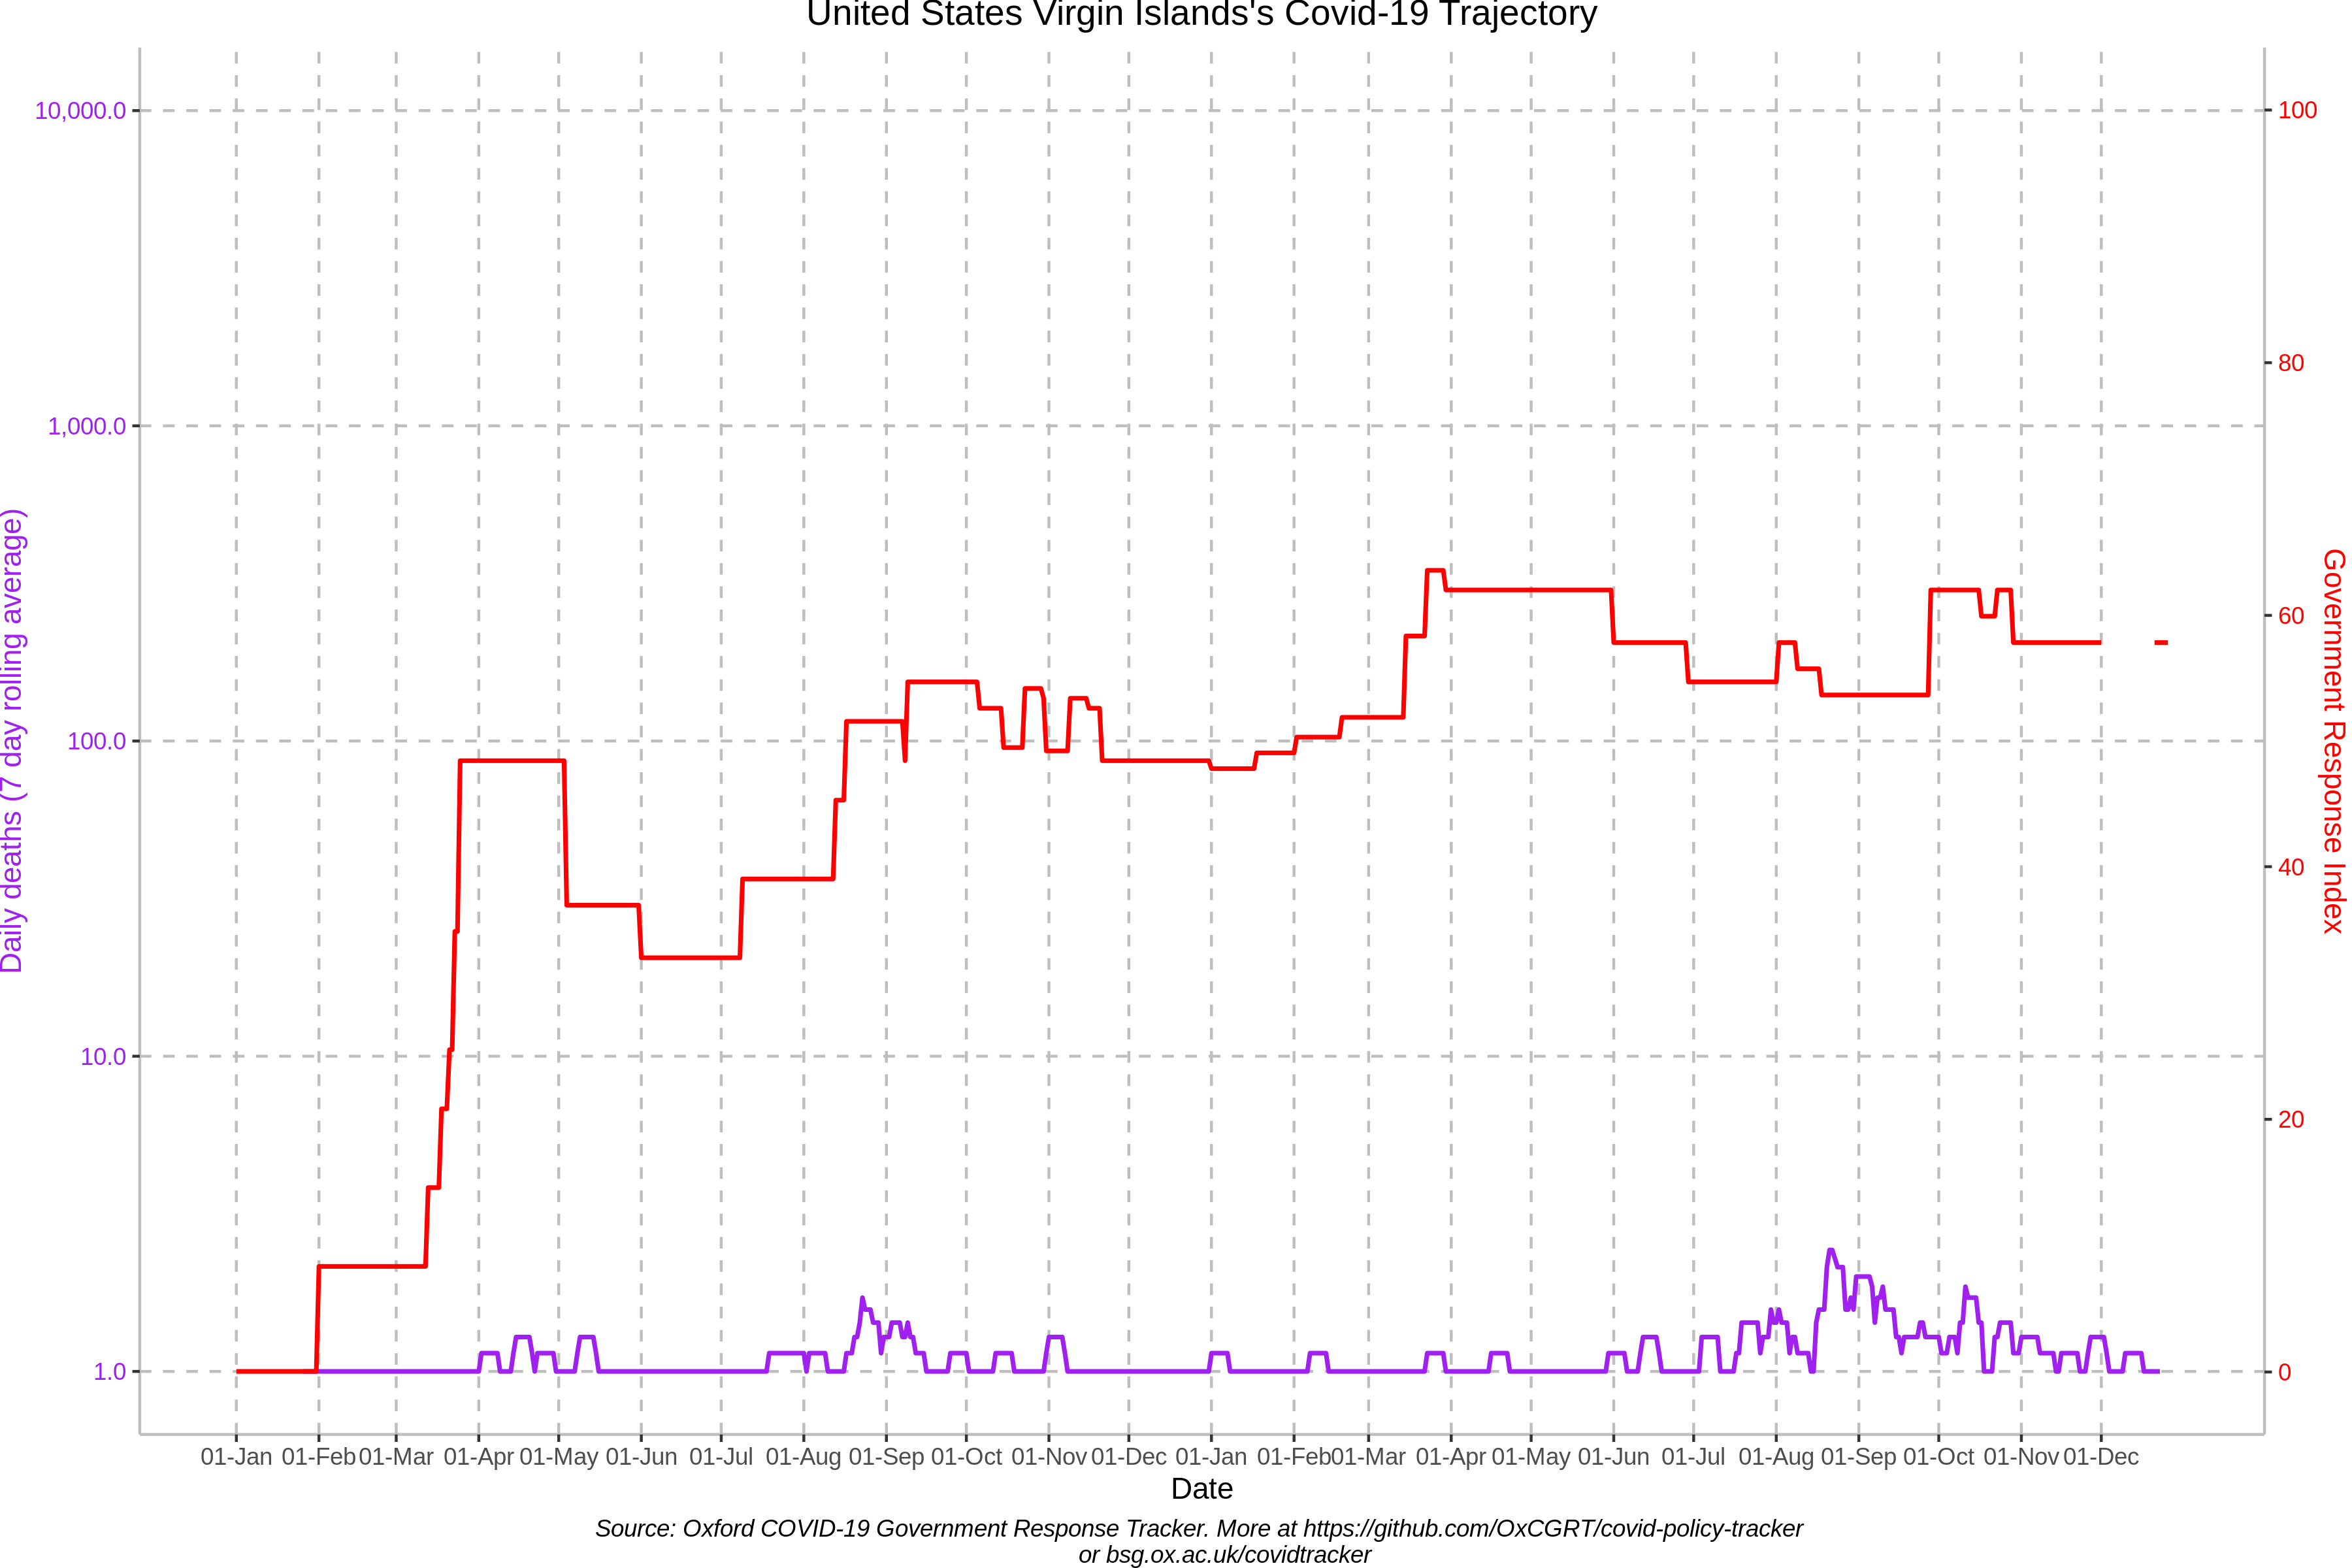 United States Virgin Islands's Covid-19 Trajectory
10,000.0
1,000.0
100.0
10.0
1.0
Daily deaths (7 day rolling average)
100
80
60
40
20
0
Government Response Index
01-Jan 01-Feb 01-Mar 01-Apr 01-May 01-Jun 01-Jul 01-Aug 01-Sep 01-Oct 01-Nov 01-Dec 01-Jan 01-Feb 01-Mar 01-Apr 01-May 01-Jun 01-Jul 01-Aug 01-Sep 01-Oct 01-Nov 01-Dec
Date
Source: Oxford COVID-19 Government Response Tracker. More at https://github.com/OxCGRT/covid-policy-tracker
or bsg.ox.ac.uk/covidtracker